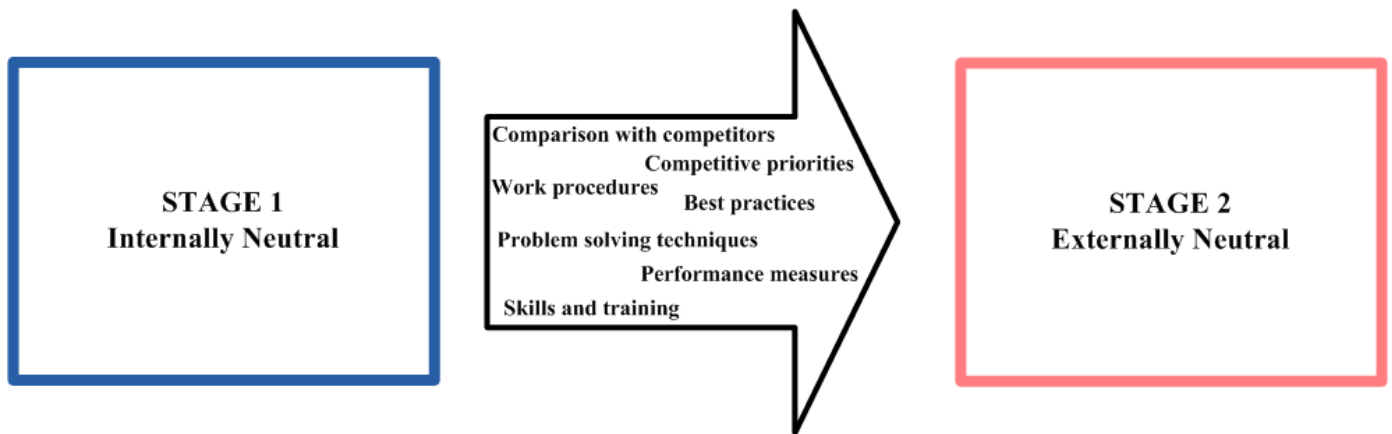 STAGE 1
Internally Neutral
Comparison with competitors
Competitive priorities
Work procedures
Best practices
Problem solving techniques
Performance measures
Skills and training
STAGE 2
Externally Neutral